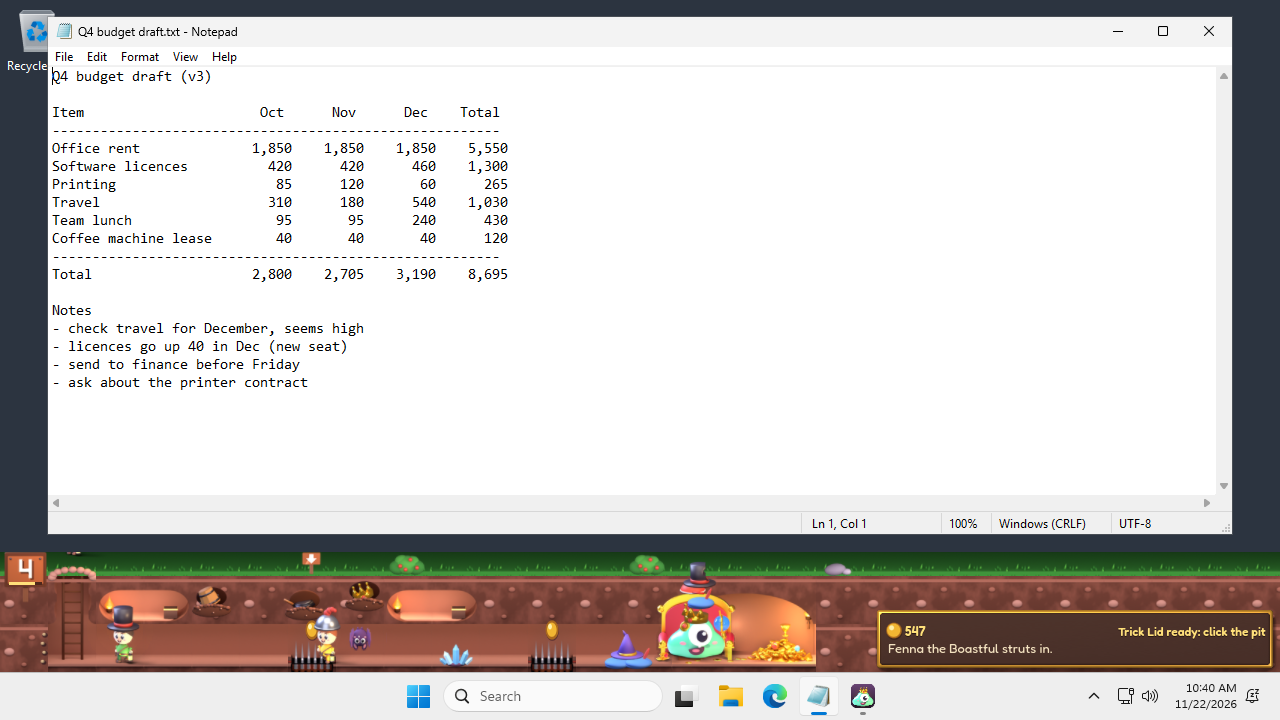 Recycle
Q4 budget draft.txt - Notepad
File Edit Format View Help
Q4 budget draft (v3)
Item Oct Nov Dec Total
--------------------------------------------------------
Office rent 1,850 1,850 1,850 5,550
Software licences 420 420 460 1,300
Printing 85 120 60 265
Travel 310 180 540 1,030
Team lunch 95 95 240 430
Coffee machine lease 40 40 40 120
--------------------------------------------------------
Total 2,800 2,705 3,190 8,695
Notes
- check travel for December, seems high
- licences go up 40 in Dec (new seat)
- send to finance before Friday
- ask about the printer contract
Ln 1, Col 1 100% Windows (CRLF) UTF-8
4
547 Trick Lid ready: click the pit
Fenna the Boastful struts in.
Search
10:40 AM
11/22/2026